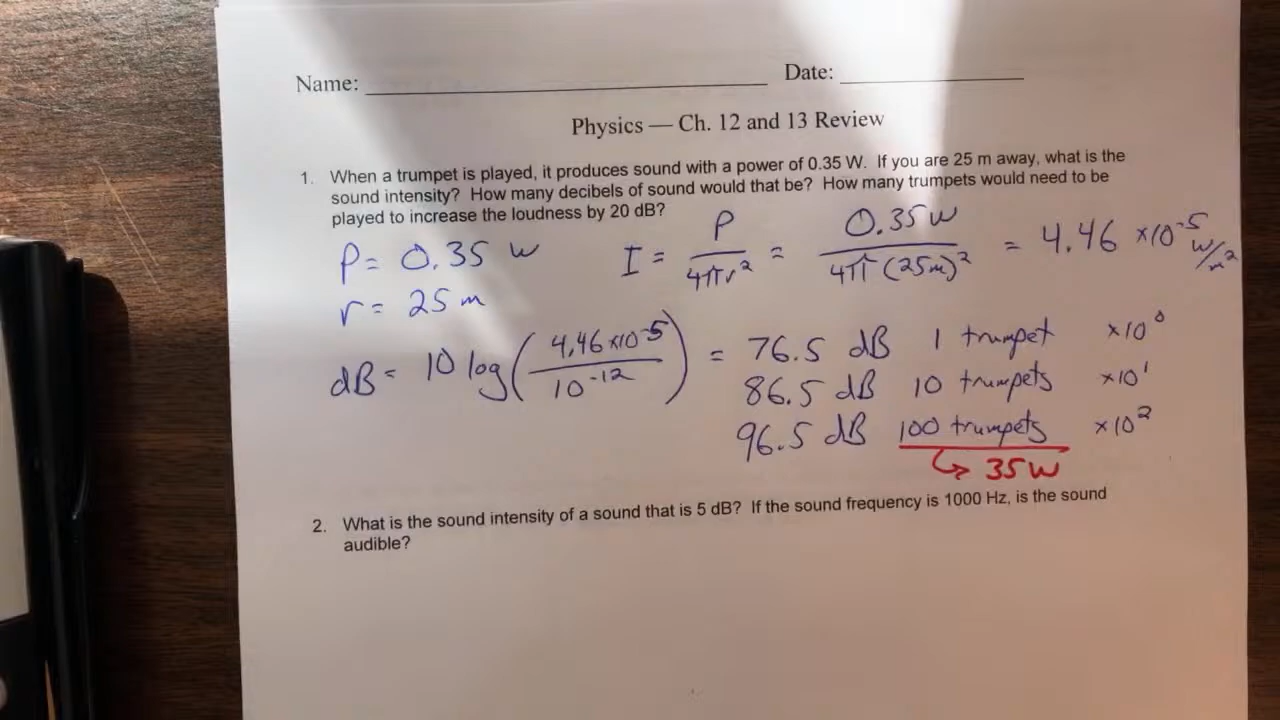 Name: ____ Date: ____
Physics — Ch. 12 and 13 Review
1. When a trumpet is played, it produces sound with a power of 0.35 W. If you are 25 m away, what is the
sound intensity? How many decibels of sound would that be? How many trumpets would need to be
played to increase the loudness by 20 dB?
P = 0.35 W I = P / 4πr² = 0.35 W / 4π (25m)² = 4.46 ×10⁻⁵ W/m²
r = 25 m
dB = 10 log ( 4.46 ×10⁻⁵ / 10⁻¹² ) = 76.5 dB 1 trumpet ×10⁰
86.5 dB 10 trumpets ×10¹
96.5 dB 100 trumpets ×10²
↳ 35 W
2. What is the sound intensity of a sound that is 5 dB? If the sound frequency is 1000 Hz, is the sound
audible?